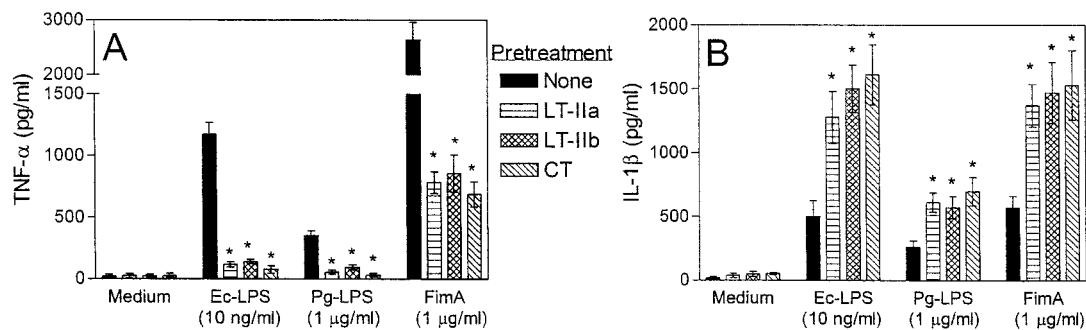 A
TNF-α (pg/ml)
3000
2000
1000
500
0
* * *
* * *
* * *
Medium
Ec-LPS
(10 ng/ml)
Pg-LPS
(1 μg/ml)
FimA
(1 μg/ml)
Pretreatment
None
LT-IIa
LT-IIb
CT
B
IL-1β (pg/ml)
2000
1500
1000
500
0
* * *
* * *
* * *
Medium
Ec-LPS
(10 ng/ml)
Pg-LPS
(1 μg/ml)
FimA
(1 μg/ml)